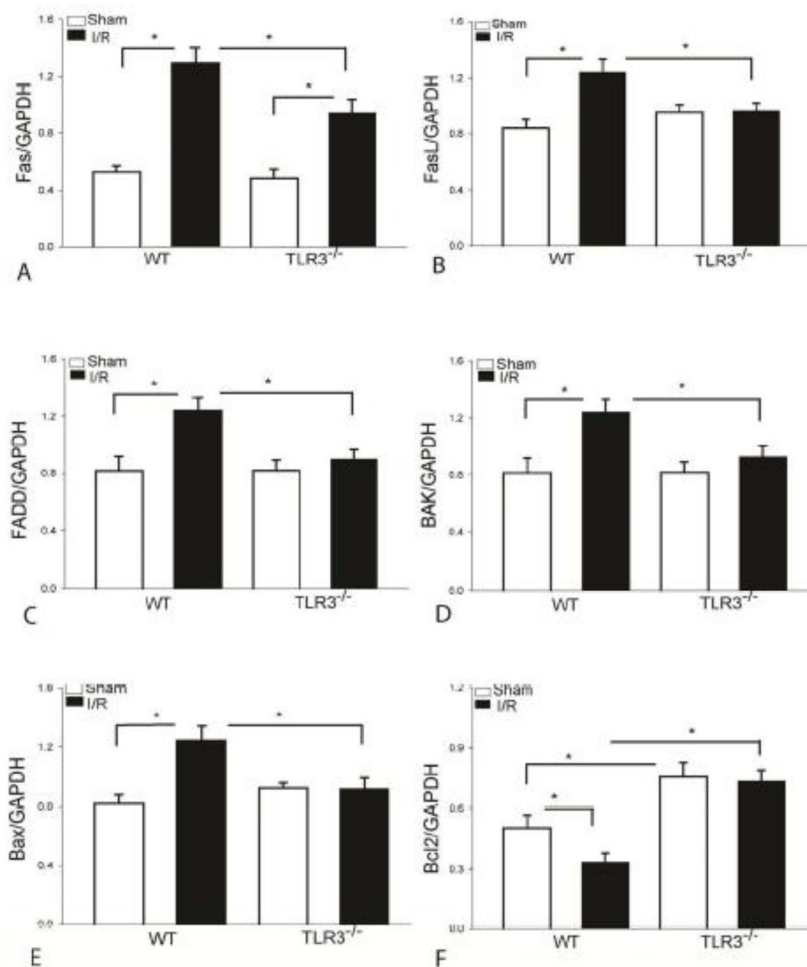 Sham
I/R
Fas/GAPDH
1.6
1.2
0.8
0.4
0.0
*
*
*
WT
TLR3-/-
A
Sham
I/R
FasL/GAPDH
1.6
1.2
0.8
0.4
0.0
*
*
WT
TLR3-/-
B
Sham
I/R
FADD/GAPDH
1.6
1.2
0.8
0.4
0.0
*
*
WT
TLR3-/-
C
Sham
I/R
BAK/GAPDH
1.6
1.2
0.8
0.4
0.0
*
*
WT
TLR3-/-
D
Sham
I/R
Bax/GAPDH
1.6
1.2
0.8
0.4
0.0
*
*
WT
TLR3-/-
E
Sham
I/R
Bcl2/GAPDH
1.2
0.9
0.6
0.3
0.0
*
*
*
WT
TLR3-/-
F